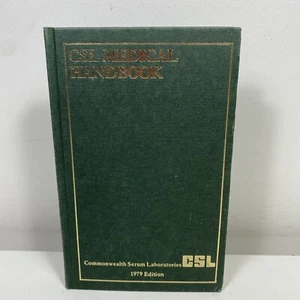 CSL MEDICAL
HANDBOOK
Commonwealth Serum Laboratories CSL
1979 Edition